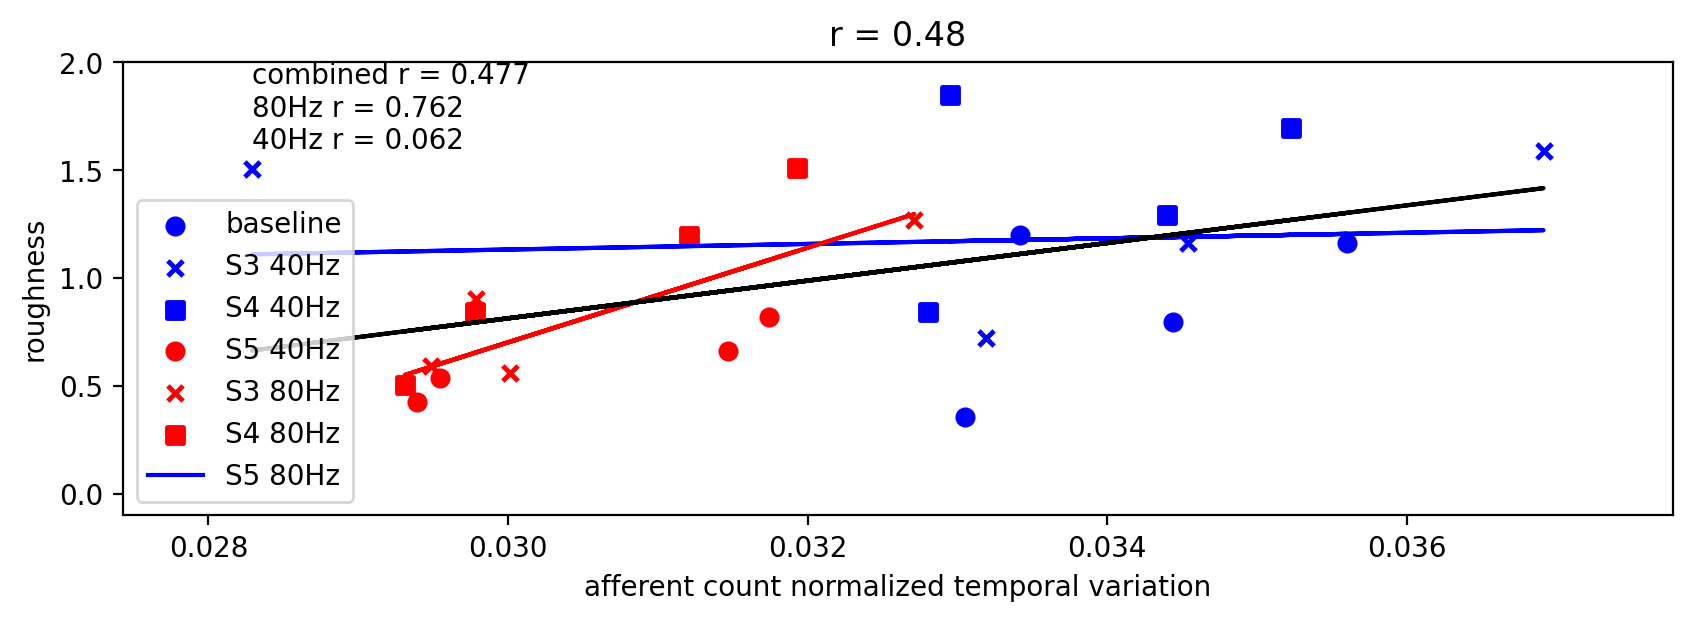 r = 0.48
combined r = 0.477
80Hz r = 0.762
40Hz r = 0.062
2.0
1.5
1.0
0.5
0.0
roughness
baseline
S3 40Hz
S4 40Hz
S5 40Hz
S3 80Hz
S4 80Hz
S5 80Hz
0.028 0.030 0.032 0.034 0.036
afferent count normalized temporal variation